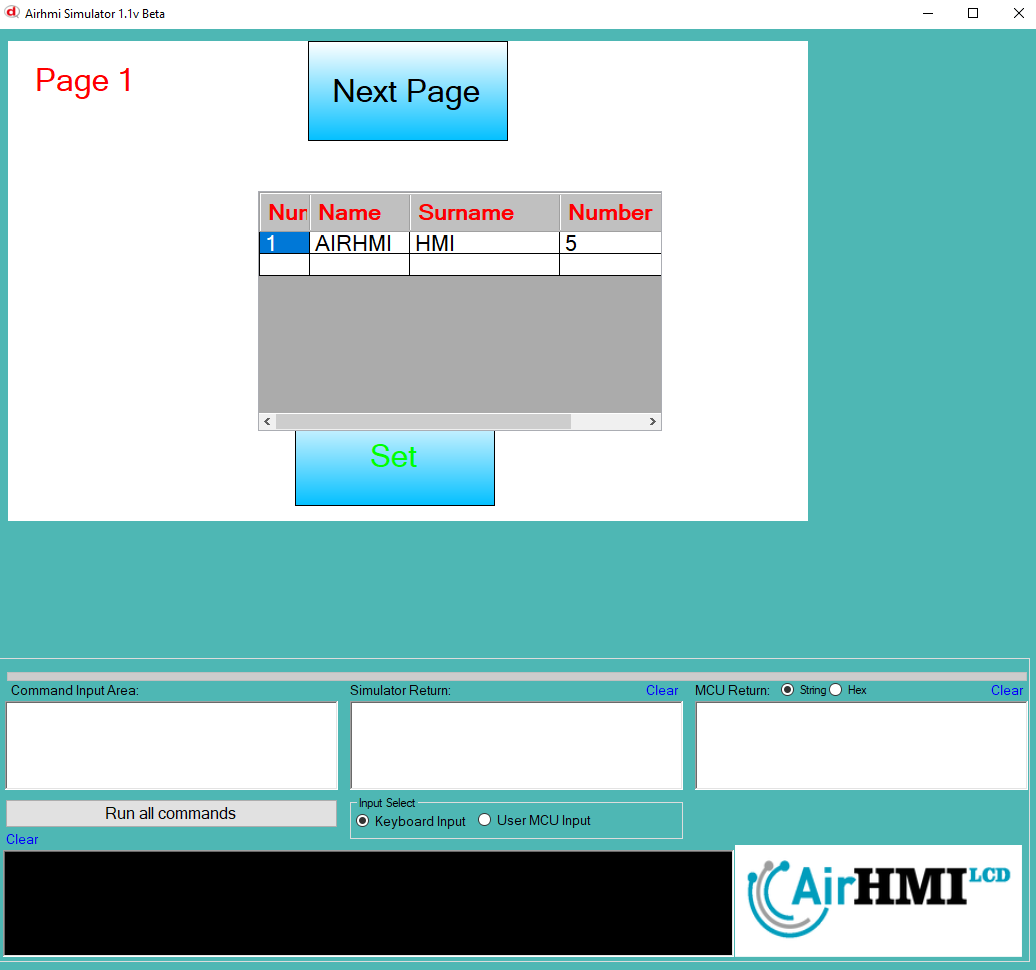 Airhmi Simulator 1.1v Beta
Page 1
Next Page
Nur Name Surname Number
1 AIRHMI HMI 5
Set
Command Input Area:
Simulator Return: Clear
MCU Return: String Hex Clear
Run all commands
Input Select
Keyboard Input User MCU Input
Clear
AirHMI LCD